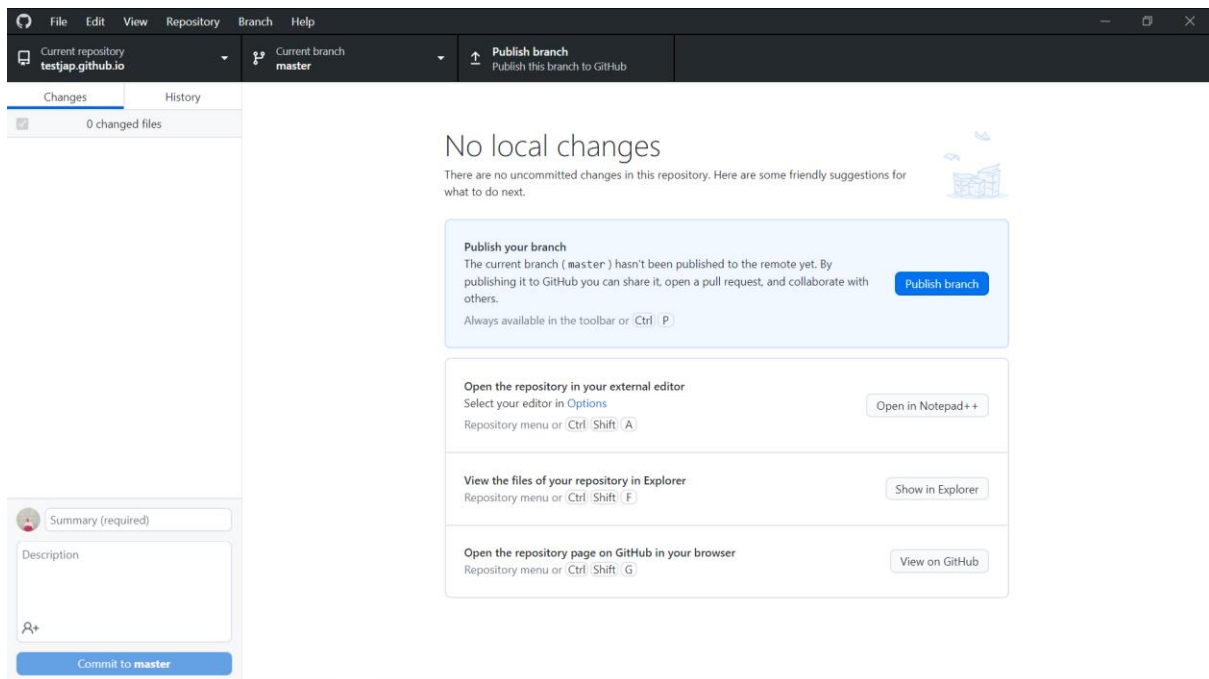 File Edit View Repository Branch Help
Current repository
testjap.github.io
Current branch
master
Publish branch
Publish this branch to GitHub
Changes History
0 changed files
No local changes
There are no uncommitted changes in this repository. Here are some friendly suggestions for
what to do next.
Publish your branch
The current branch (master) hasn't been published to the remote yet. By
publishing it to GitHub you can share it, open a pull request, and collaborate with
others.
Always available in the toolbar or Ctrl P
Publish branch
Open the repository in your external editor
Select your editor in Options
Repository menu or Ctrl Shift A
Open in Notepad++
View the files of your repository in Explorer
Repository menu or Ctrl Shift F
Show in Explorer
Open the repository page on GitHub in your browser
Repository menu or Ctrl Shift G
View on GitHub
Summary (required)
Description
Commit to master